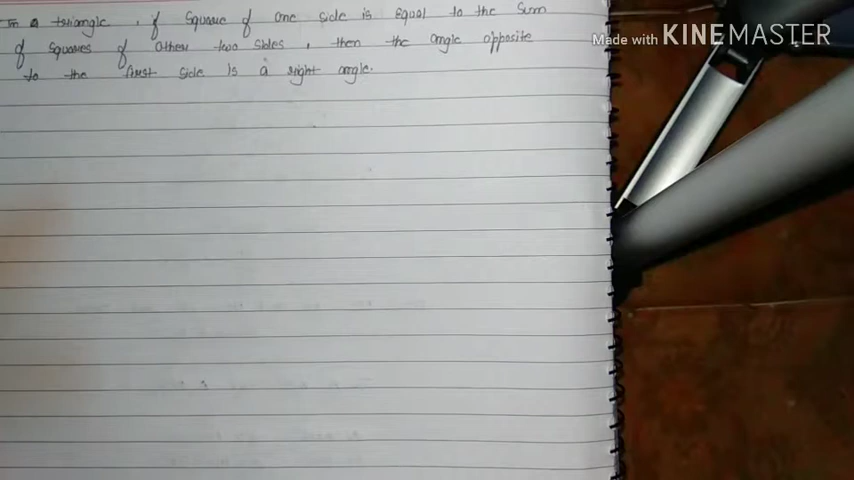 In a triangle , if square of one side is equal to the sum
of squares of other two sides , then the angle opposite
to the first side is a right angle.
Made with KINEMASTER